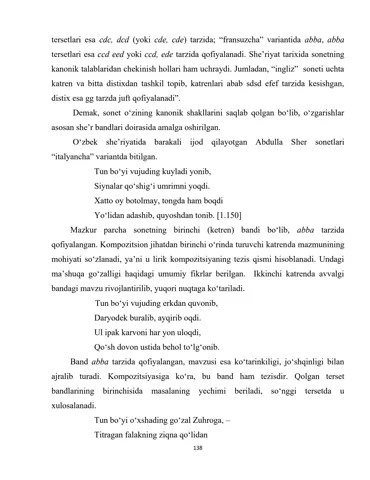 tersetlari esa cdc, dcd (yoki cde, cde) tarzida; “fransuzcha” variantida abba, abba
tersetlari esa ccd eed yoki ccd, ede tarzida qofiyalanadi. She’riyat tarixida sonetning
kanonik talablaridan chekinish hollari ham uchraydi. Jumladan, “ingliz”  soneti uchta
katren va bitta distixdan tashkil topib, katrenlari abab sdsd efef tarzida kesishgan,
distix esa gg tarzda juft qofiyalanadi”.
Demak, sonet o‘zining kanonik shakllarini saqlab qolgan bo‘lib, o‘zgarishlar
asosan she’r bandlari doirasida amalga oshirilgan.
O‘zbek she’riyatida barakali ijod qilayotgan Abdulla Sher sonetlari
“italyancha” variantda bitilgan.
Tun bo‘yi vujuding kuyladi yonib,
Siynalar qo‘shig‘i umrimni yoqdi.
Xatto oy botolmay, tongda ham boqdi
Yo‘lidan adashib, quyoshdan tonib. [1.150]
Mazkur parcha sonetning birinchi (ketren) bandi bo‘lib, abba tarzida
qofiyalangan. Kompozitsion jihatdan birinchi o‘rinda turuvchi katrenda mazmunining
mohiyati so‘zlanadi, ya’ni u lirik kompozitsiyaning tezis qismi hisoblanadi. Undagi
ma’shuqa go‘zalligi haqidagi umumiy fikrlar berilgan.  Ikkinchi katrenda avvalgi
bandagi mavzu rivojlantirilib, yuqori nuqtaga ko‘tariladi.
Tun bo‘yi vujuding erkdan quvonib,
Daryodek buralib, ayqirib oqdi.
Ul ipak karvoni har yon uloqdi,
Qo‘sh dovon ustida behol to‘lg‘onib.
Band abba tarzida qofiyalangan, mavzusi esa ko‘tarinkiligi, jo‘shqinligi bilan
ajralib turadi. Kompozitsiyasiga ko‘ra, bu band ham tezisdir. Qolgan terset
bandlarining birinchisida masalaning yechimi beriladi, so‘nggi tersetda u
xulosalanadi.
Tun bo‘yi o‘xshading go‘zal Zuhroga, –
Titragan falakning ziqna qo‘lidan
138